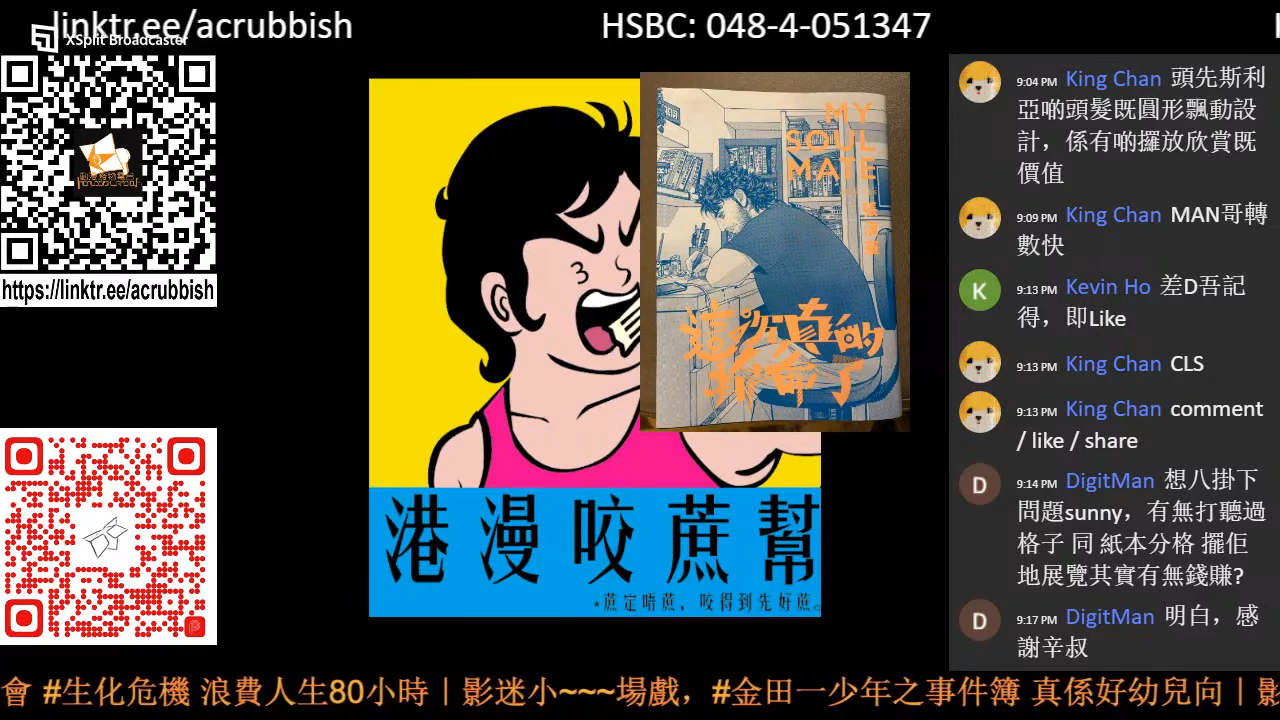 linktr.ee/acrubbish
HSBC: 048-4-051347
XSplit Broadcaster
https://linktr.ee/acrubbish
MY
SOUL
MATE
這次真的
抓龜了
港漫咬蔗幫
*蔗定唔蔗，咬得到先好蔗。
9:04 PM King Chan 頭先斯利
亞啲頭髮既圓形飄動設
計，係有啲攞放欣賞既
價值
9:09 PM King Chan MAN哥轉
數快
K
9:13 PM Kevin Ho 差D吾記
得，即Like
9:13 PM King Chan CLS
9:13 PM King Chan comment
/ like / share
D
9:14 PM DigitMan 想八掛下
問題sunny，有無打聽過
格子 同 紙本分格 擺佢
地展覽其實有無錢賺?
D
9:17 PM DigitMan 明白，感
謝辛叔
會 #生化危機 浪費人生80小時｜影迷小~~~場戲，#金田一少年之事件簿 真係好幼兒向｜影